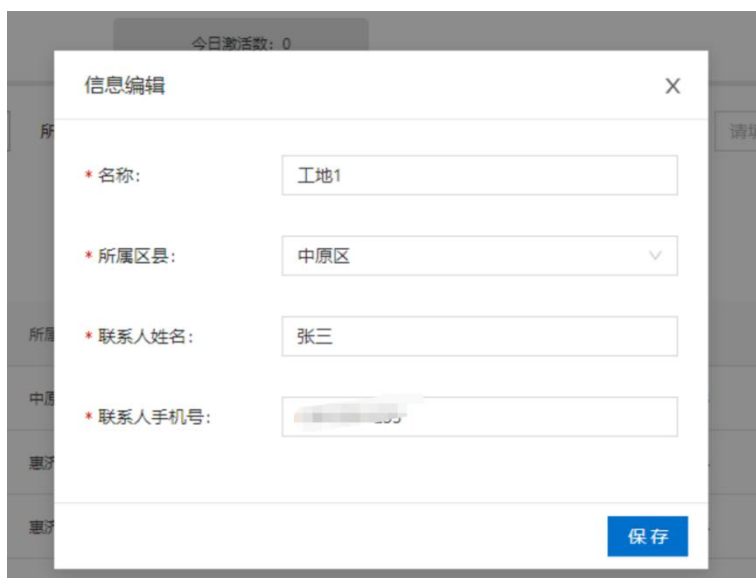 今日激活数：0
信息编辑
所
请填
* 名称：
工地1
* 所属区县：
中原区
所属
* 联系人姓名：
张三
中原
* 联系人手机号：
惠济
惠济
保存